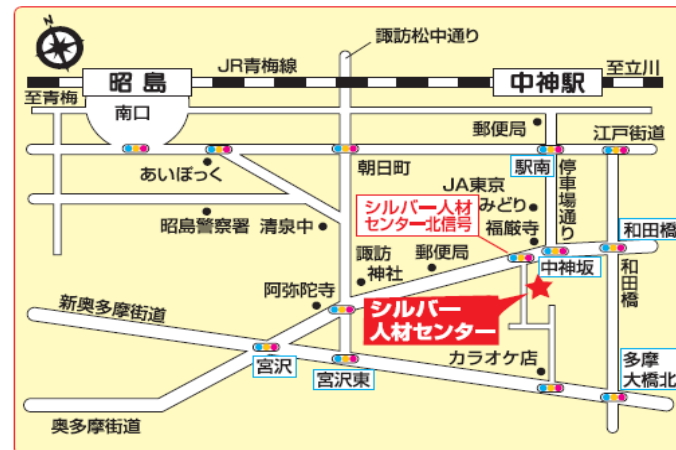 諏訪松中通り
JR青梅線
昭島
中神駅
至立川
至青梅
南口
郵便局
江戸街道
あいぽっく
朝日町
駅南
停車場通り
JA東京
みどり
昭島警察署
清泉中
シルバー人材
センター北信号
福厳寺
和田橋
諏訪
神社
郵便局
中神坂
和田橋
阿弥陀寺
新奥多摩街道
シルバー
人材センター
宮沢
宮沢東
カラオケ店
多摩
大橋北
奥多摩街道